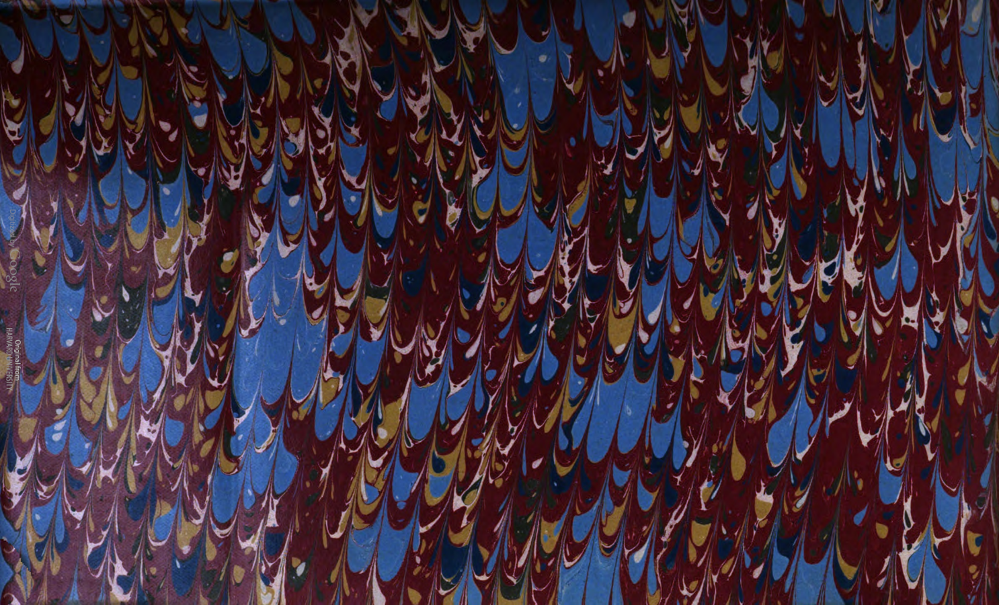 Digitized by Google
Original from
HARVARD UNIVERSITY